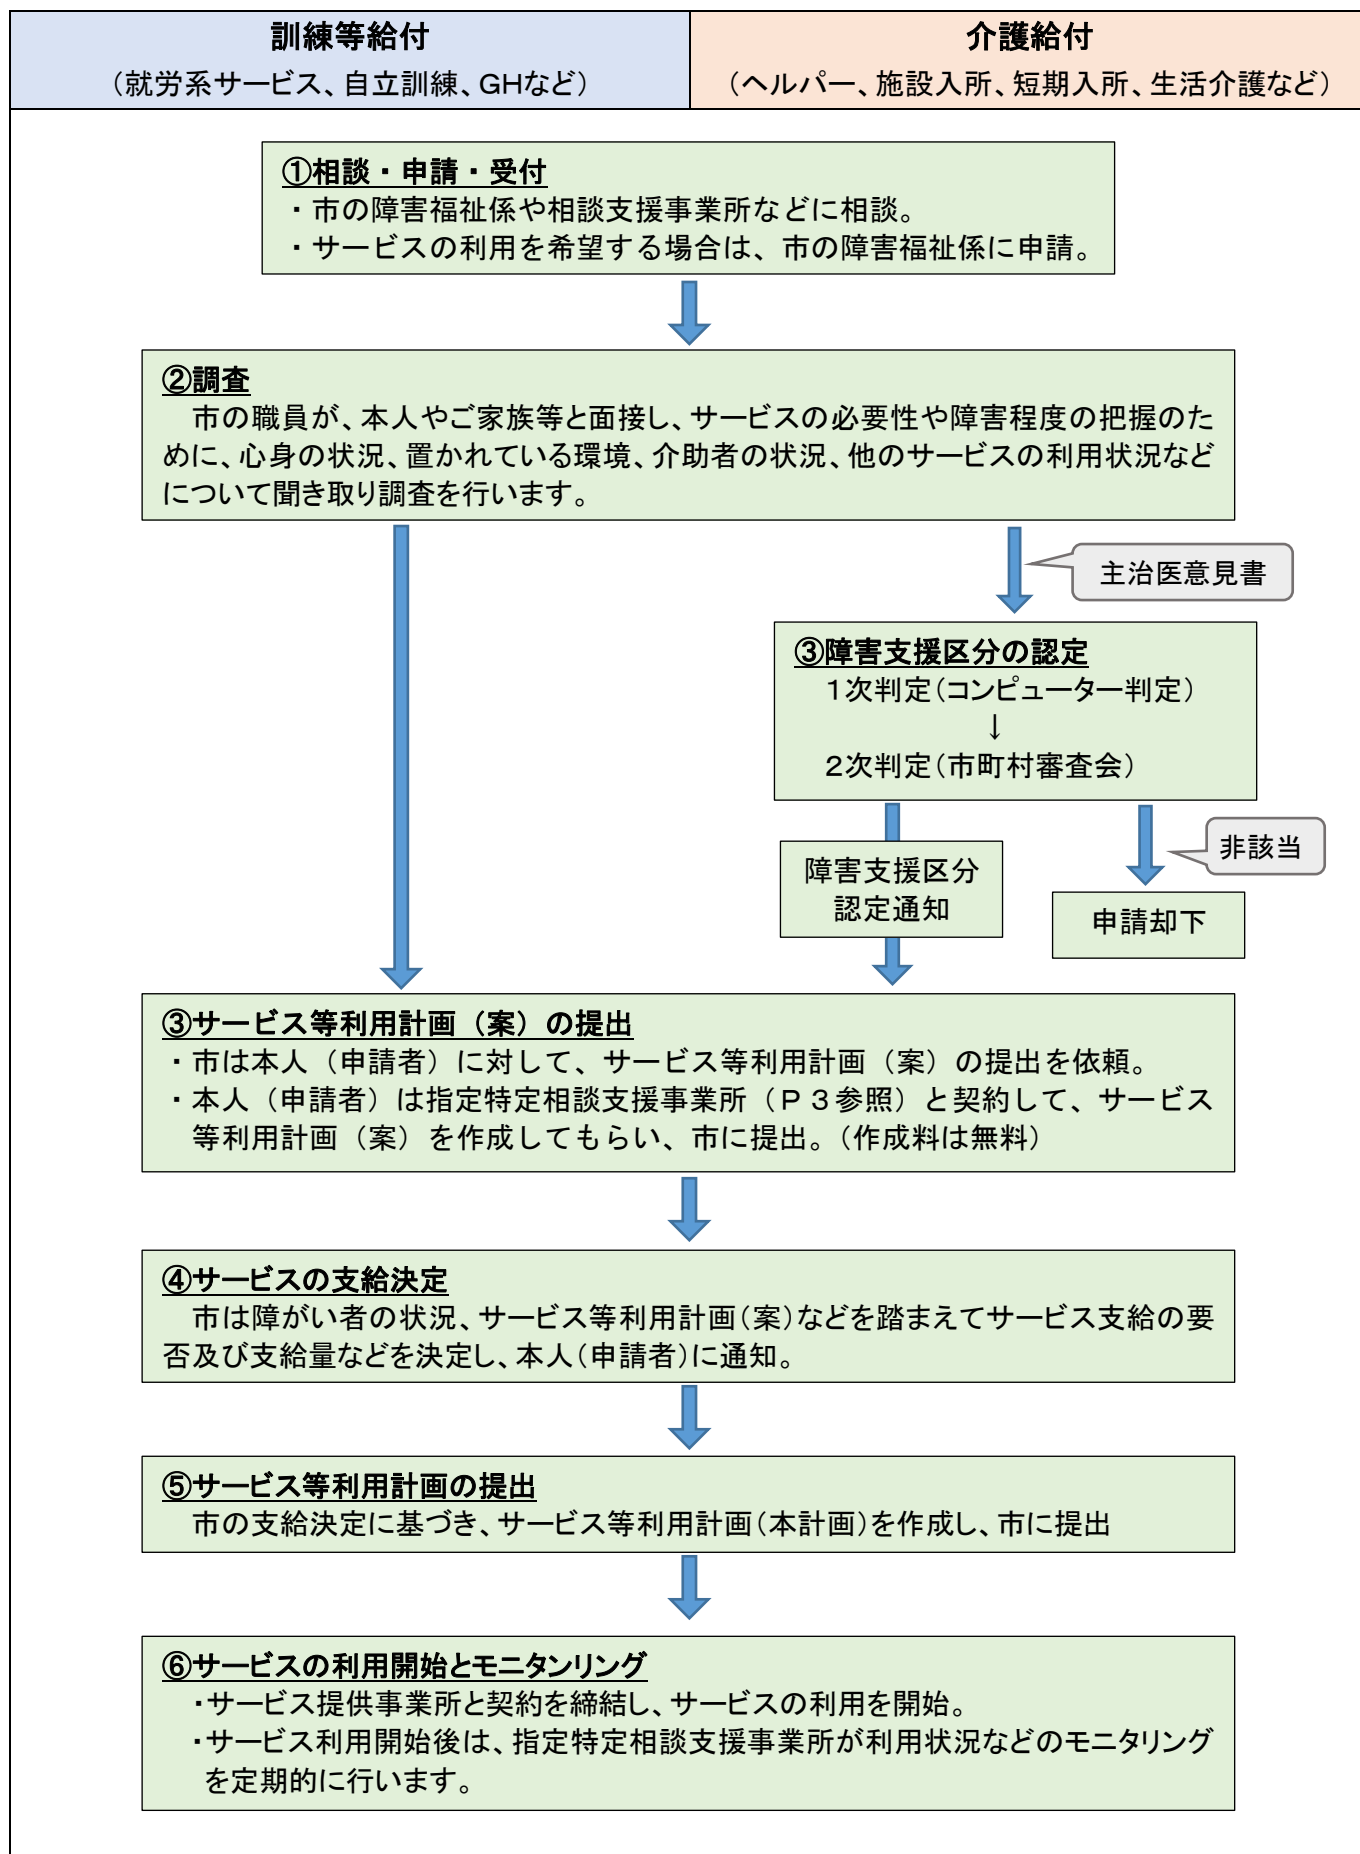 訓練等給付
（就労系サービス、自立訓練、GHなど）
介護給付
（ヘルパー、施設入所、短期入所、生活介護など）
①相談・申請・受付
・市の障害福祉係や相談支援事業所などに相談。
・サービスの利用を希望する場合は、市の障害福祉係に申請。
②調査
市の職員が、本人やご家族等と面接し、サービスの必要性や障害程度の把握のた
めに、心身の状況、置かれている環境、介助者の状況、他のサービスの利用状況など
について聞き取り調査を行います。
主治医意見書
③障害支援区分の認定
１次判定（コンピューター判定）
↓
２次判定（市町村審査会）
障害支援区分
認定通知
非該当
申請却下
③サービス等利用計画（案）の提出
・市は本人（申請者）に対して、サービス等利用計画（案）の提出を依頼。
・本人（申請者）は指定特定相談支援事業所（Ｐ３参照）と契約して、サービス
等利用計画（案）を作成してもらい、市に提出。（作成料は無料）
④サービスの支給決定
市は障がい者の状況、サービス等利用計画（案）などを踏まえてサービス支給の要
否及び支給量などを決定し、本人（申請者）に通知。
⑤サービス等利用計画の提出
市の支給決定に基づき、サービス等利用計画（本計画）を作成し、市に提出
⑥サービスの利用開始とモニタンリング
・サービス提供事業所と契約を締結し、サービスの利用を開始。
・サービス利用開始後は、指定特定相談支援事業所が利用状況などのモニタリング
を定期的に行います。